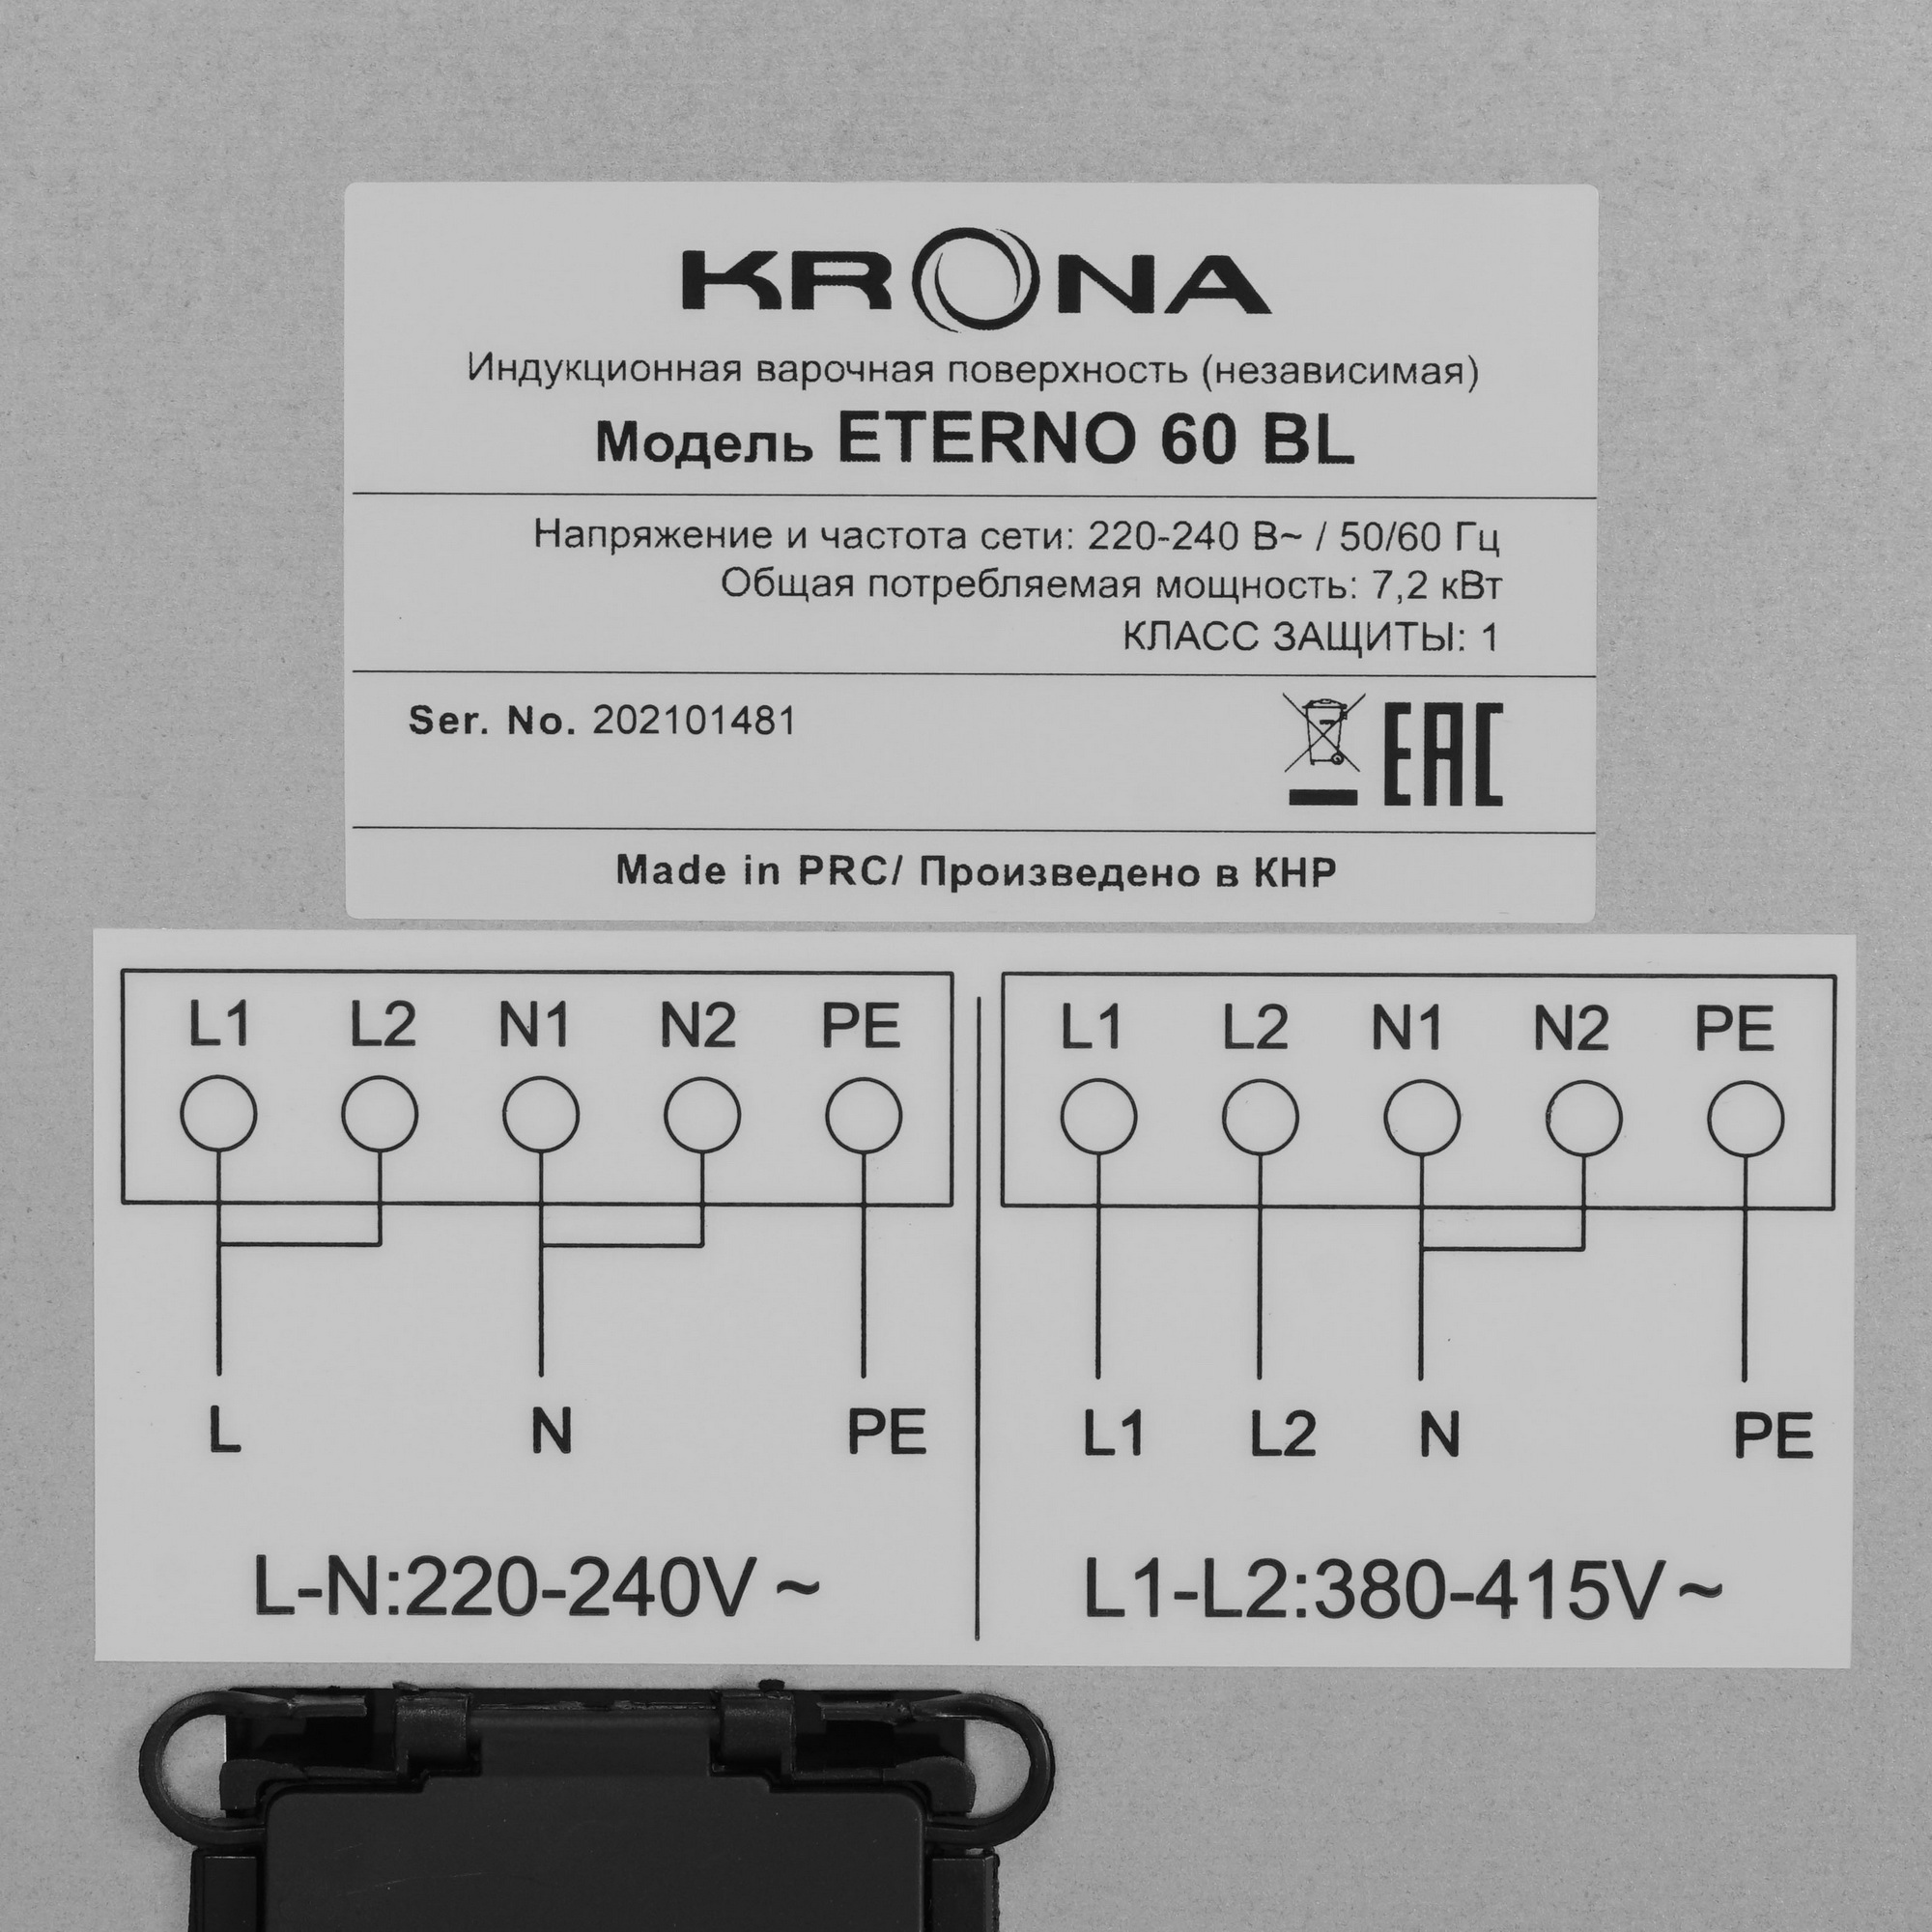 KRONA
Индукционная варочная поверхность (независимая)
Модель ETERNO 60 BL
Напряжение и частота сети: 220-240 В~ / 50/60 Гц
Общая потребляемая мощность: 7,2 кВт
КЛАСС ЗАЩИТЫ: 1
Ser. No. 202101481
EAC
Made in PRC/ Произведено в КНР
L1 L2 N1 N2 PE
L N PE
L-N:220-240V~
L1 L2 N1 N2 PE
L1 L2 N PE
L1-L2:380-415V~